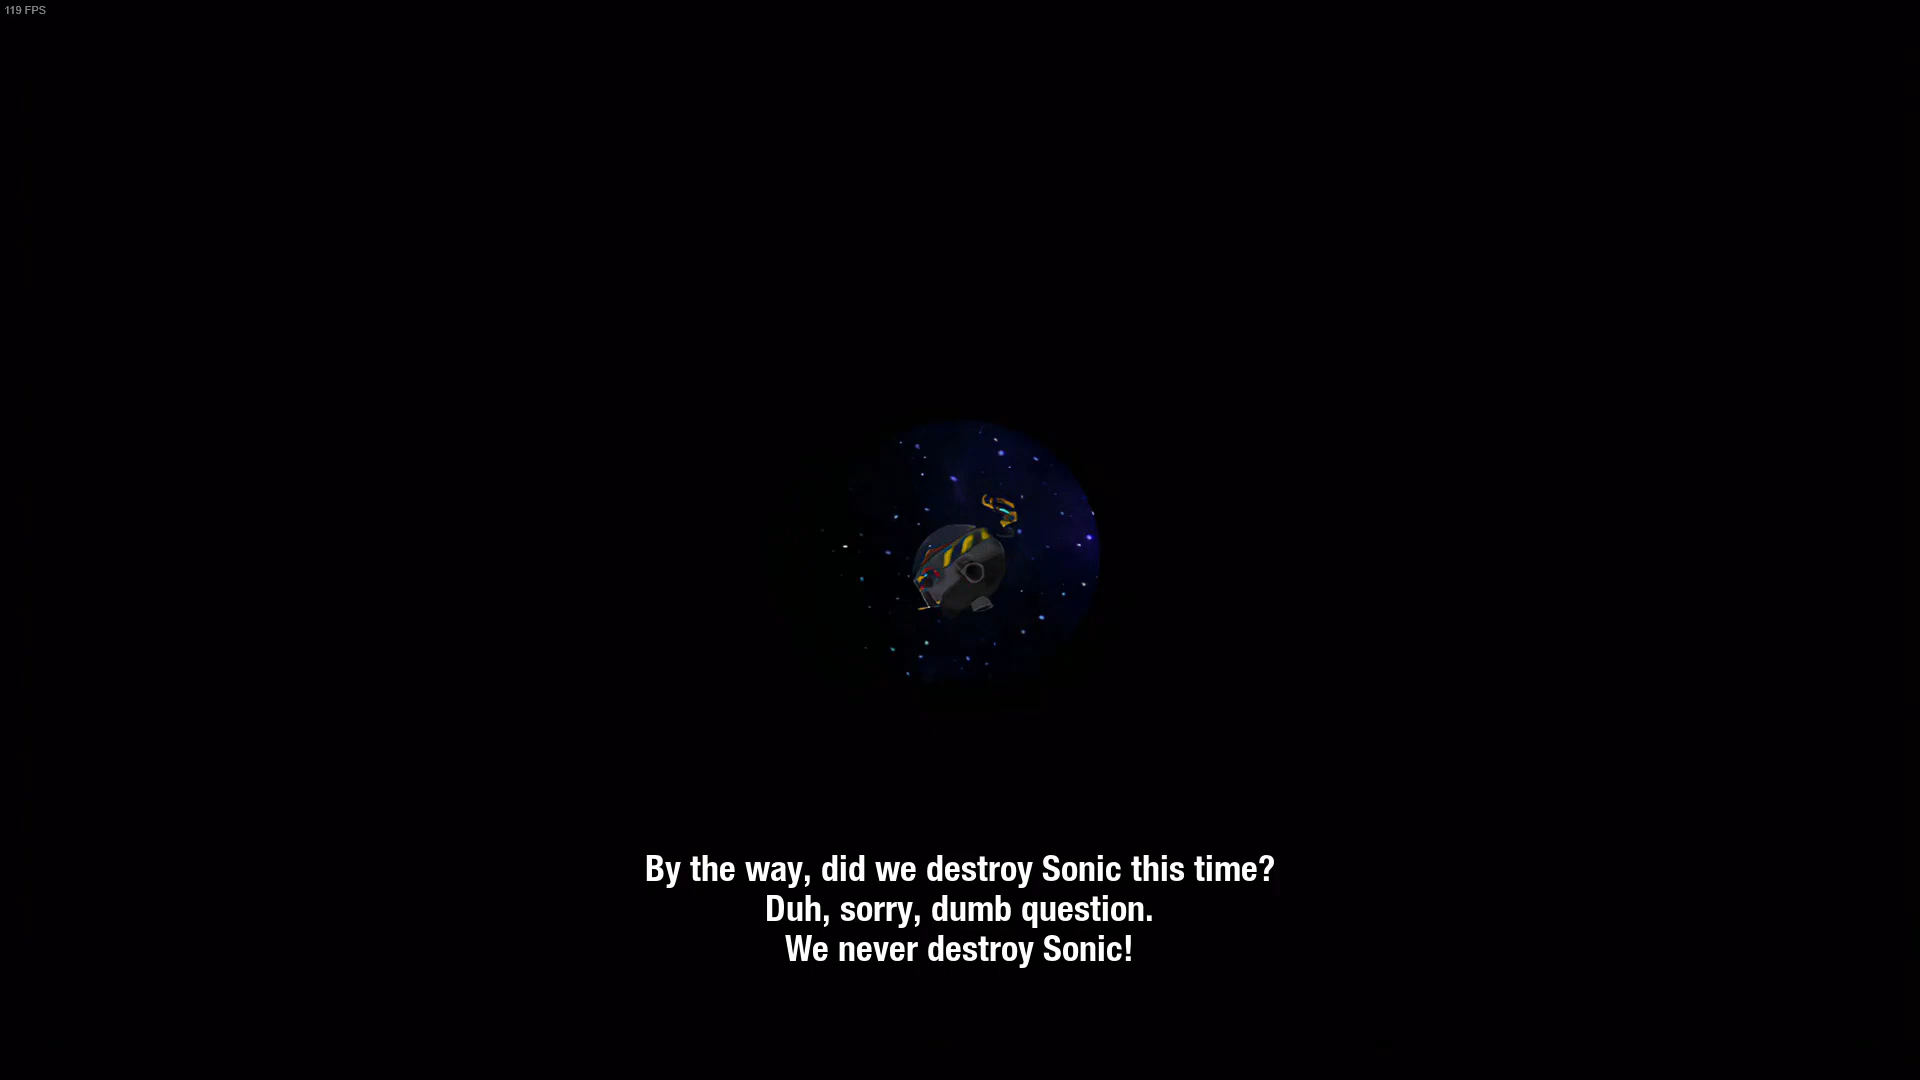 119 FPS
By the way, did we destroy Sonic this time?
Duh, sorry, dumb question.
We never destroy Sonic!